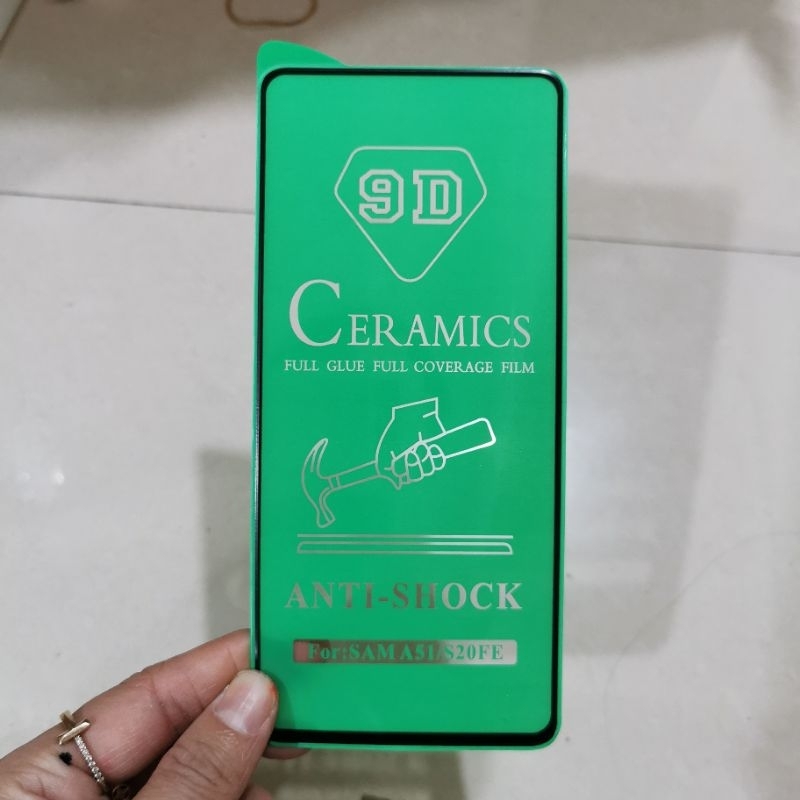 9D
CERAMICS
FULL GLUE FULL COVERAGE FILM
ANTI-SHOCK
For:SAM A51/S20FE